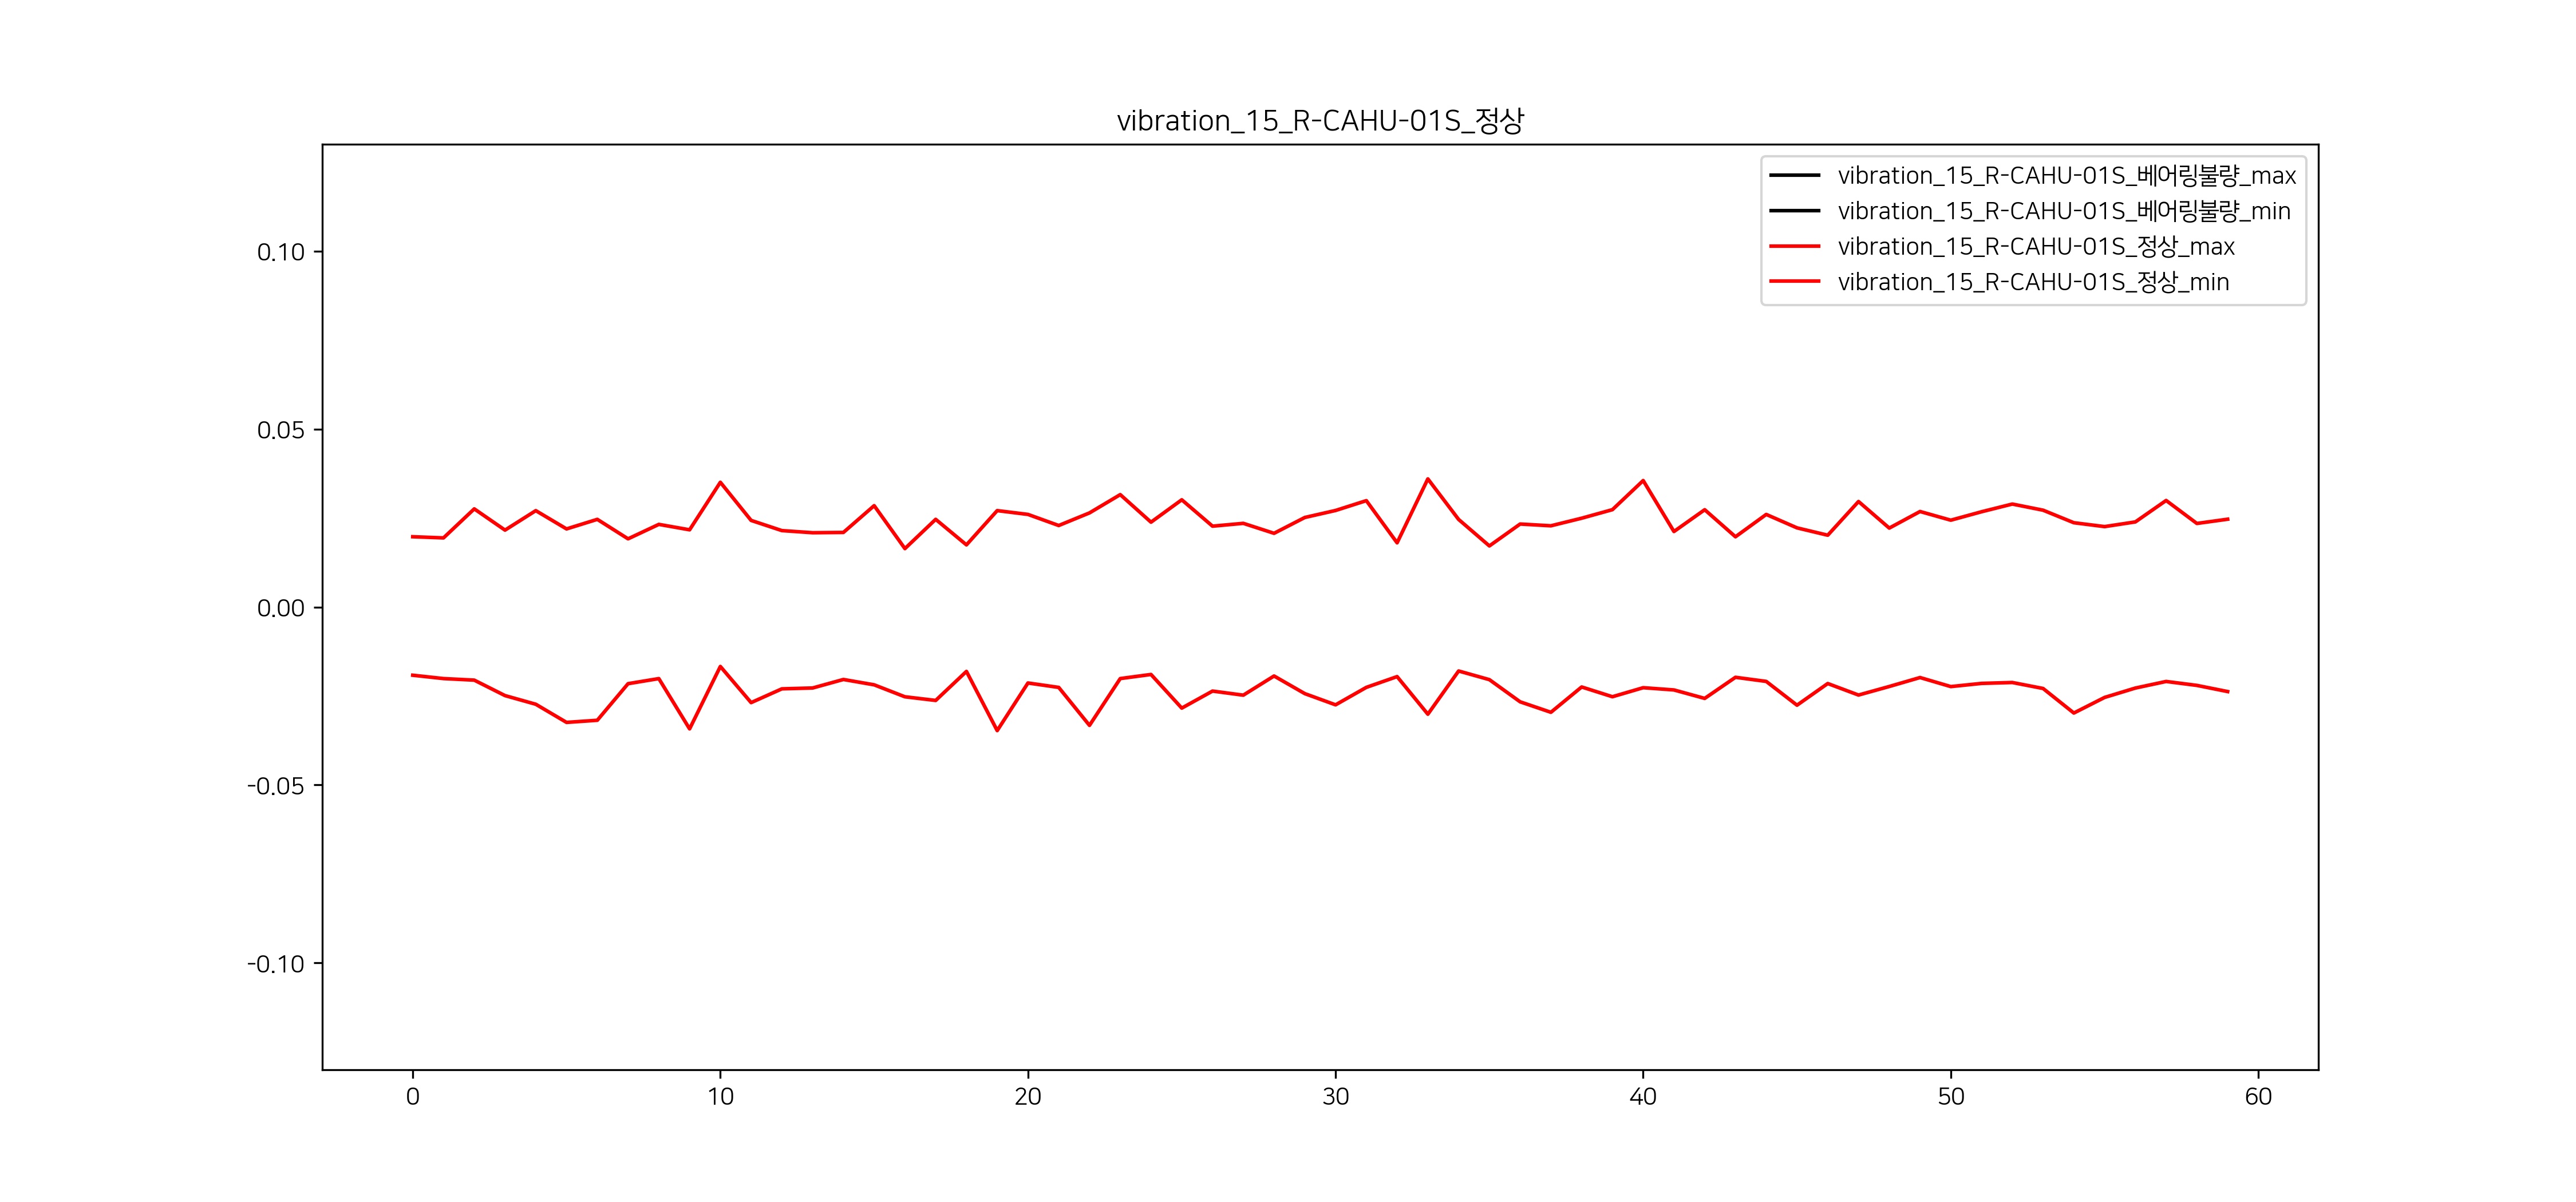 vibration_15_R-CAHU-01S_정상
vibration_15_R-CAHU-01S_베어링불량_max
vibration_15_R-CAHU-01S_베어링불량_min
vibration_15_R-CAHU-01S_정상_max
vibration_15_R-CAHU-01S_정상_min
0.10
0.05
0.00
-0.05
-0.10
0 10 20 30 40 50 60